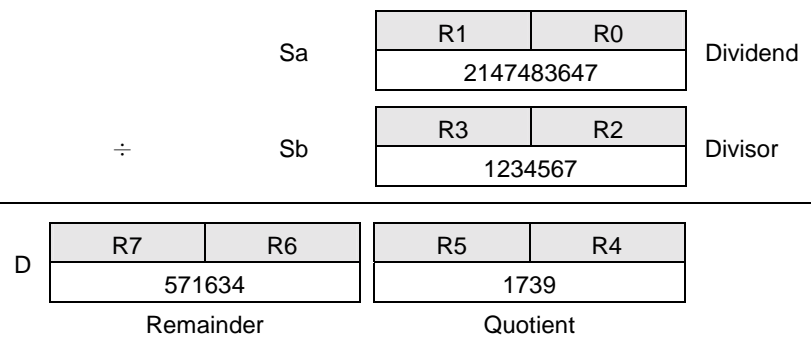 Sa R1 R0 Dividend
2147483647
÷ Sb R3 R2 Divisor
1234567
D R7 R6 R5 R4
571634 1739
Remainder Quotient